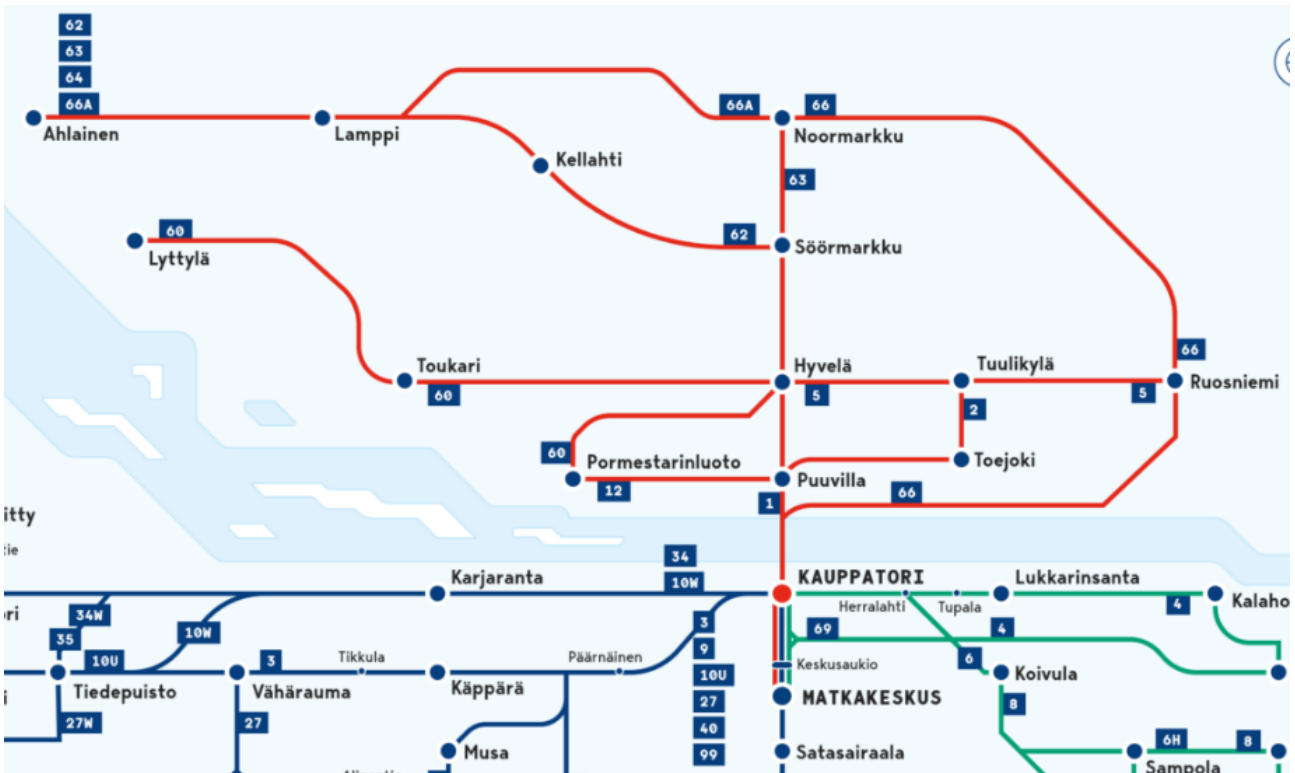 62
63
64
66A
Ahlainen
Lamppi
66A
66
Noormarkku
Kellahti
63
60
Lyttylä
62
Söörmarkku
Toukari
60
Hyvelä
5
Tuulikylä
2
5
66
Ruosniemi
60
Pormestarinluoto
12
Toejoki
Puuvilla
1
66
itty
tie
34
10W
Karjaranta
KAUPPATORI
Lukkarinsanta
Herralahti
Tupala
4
Kalaho
ori
34W
35
10W
10U
3
Tikkula
Päärnäinen
3
9
10U
27
40
99
69
4
Keskusaukio
6
Koivula
Tiedepuisto
Vähärauma
Käppärä
MATKAKESKUS
8
27W
27
Musa
Satasairaala
6H
8
Sampola